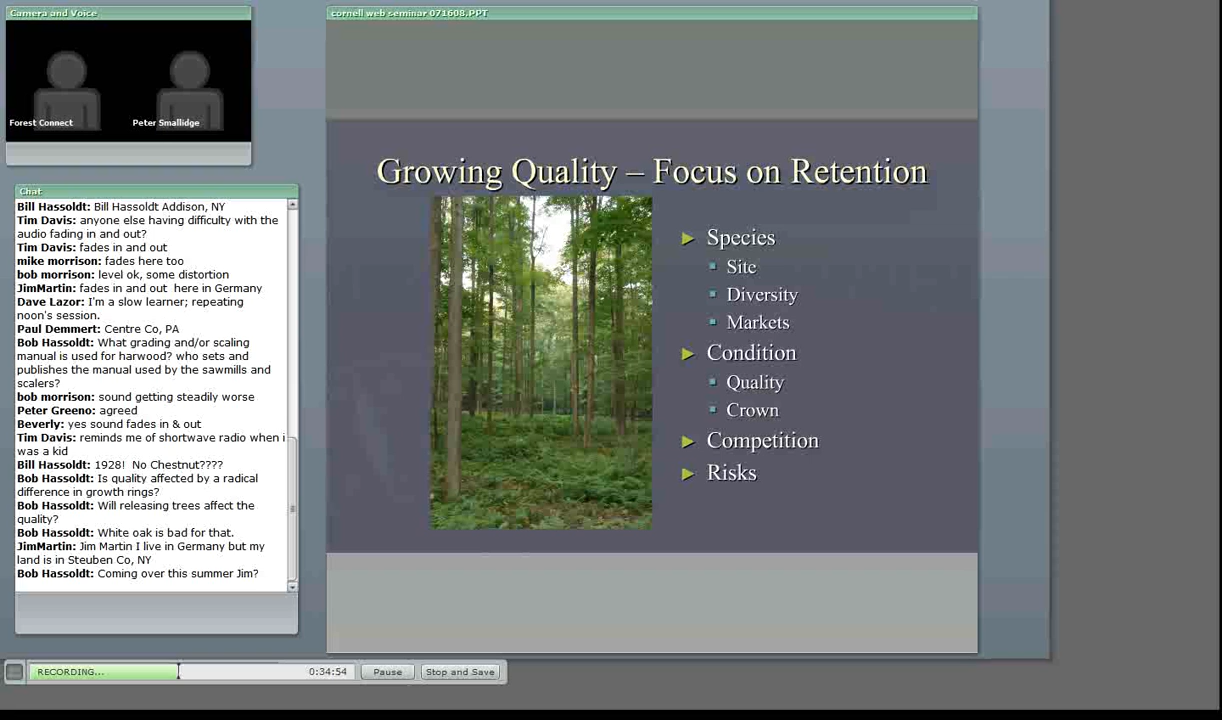 Camera and Voice
Forest Connect
Peter Smallidge
Chat
Bill Hassoldt: Bill Hassoldt Addison, NY
Tim Davis: anyone else having difficulty with the
audio fading in and out?
Tim Davis: fades in and out
mike morrison: fades here too
bob morrison: level ok, some distortion
JimMartin: fades in and out here in Germany
Dave Lazor: I'm a slow learner; repeating
noon's session.
Paul Demmert: Centre Co, PA
Bob Hassoldt: What grading and/or scaling
manual is used for harwood? who sets and
publishes the manual used by the sawmills and
scalers?
bob morrison: sound getting steadily worse
Peter Greeno: agreed
Beverly: yes sound fades in & out
Tim Davis: reminds me of shortwave radio when i
was a kid
Bill Hassoldt: 1928! No Chestnut????
Bob Hassoldt: Is quality affected by a radical
difference in growth rings?
Bob Hassoldt: Will releasing trees affect the
quality?
Bob Hassoldt: White oak is bad for that.
JimMartin: Jim Martin I live in Germany but my
land is in Steuben Co, NY
Bob Hassoldt: Coming over this summer Jim?
cornell web seminar 071608.PPT
Growing Quality – Focus on Retention
Species
Site
Diversity
Markets
Condition
Quality
Crown
Competition
Risks
RECORDING...
0:34:54
Pause
Stop and Save